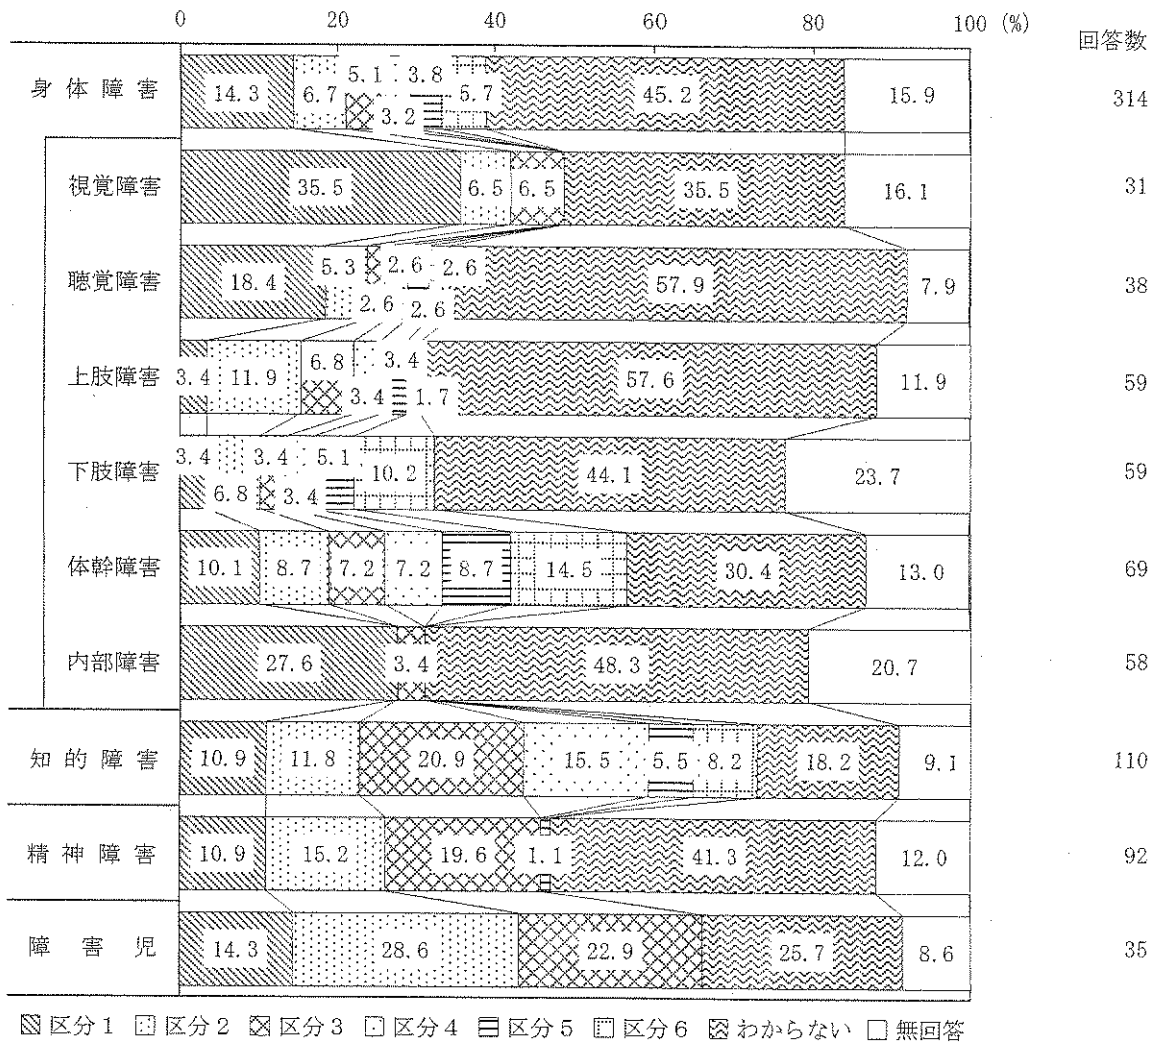 0 20 40 60 80 100 (%)
回答数
身体障害 14.3 6.7 5.1 3.2 3.8 5.7 45.2 15.9 314
視覚障害 35.5 6.5 6.5 35.5 16.1 31
聴覚障害 18.4 5.3 2.6 2.6 2.6 2.6 57.9 7.9 38
上肢障害 3.4 11.9 6.8 3.4 3.4 1.7 57.6 11.9 59
下肢障害 3.4 6.8 3.4 3.4 5.1 10.2 44.1 23.7 59
体幹障害 10.1 8.7 7.2 7.2 8.7 14.5 30.4 13.0 69
内部障害 27.6 3.4 48.3 20.7 58
知的障害 10.9 11.8 20.9 15.5 5.5 8.2 18.2 9.1 110
精神障害 10.9 15.2 19.6 1.1 41.3 12.0 92
障害児 14.3 28.6 22.9 25.7 8.6 35
区分1 区分2 区分3 区分4 区分5 区分6 わからない 無回答